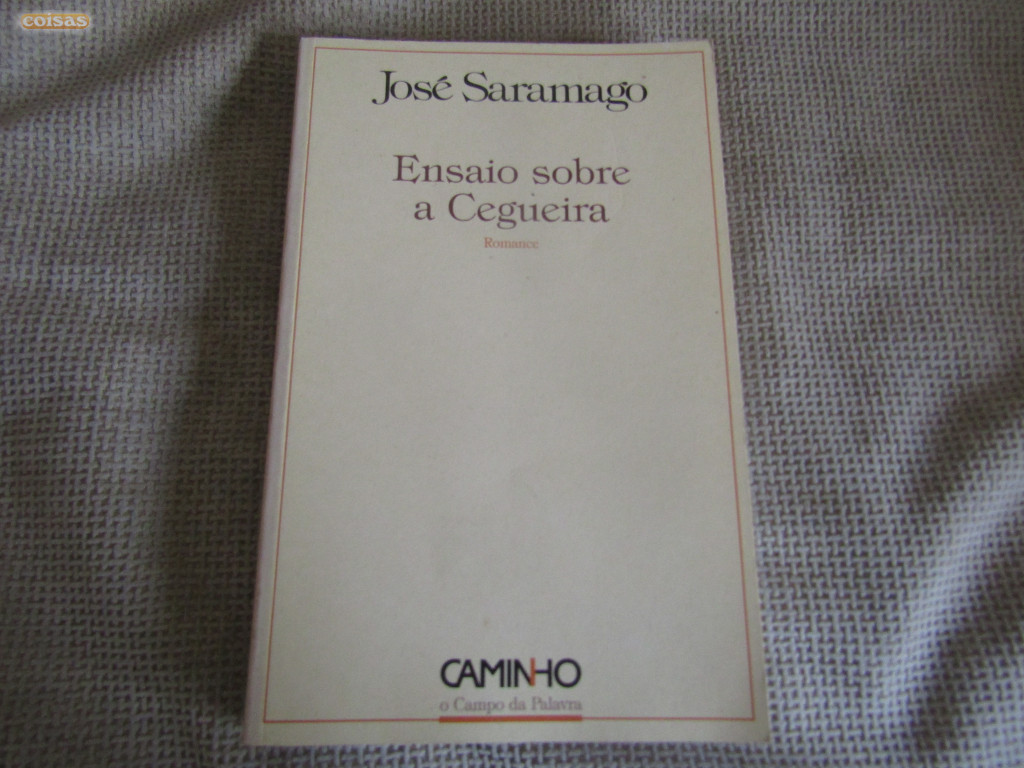 coisas
José Saramago
Ensaio sobre
a Cegueira
Romance
CAMINHO
o Campo da Palavra